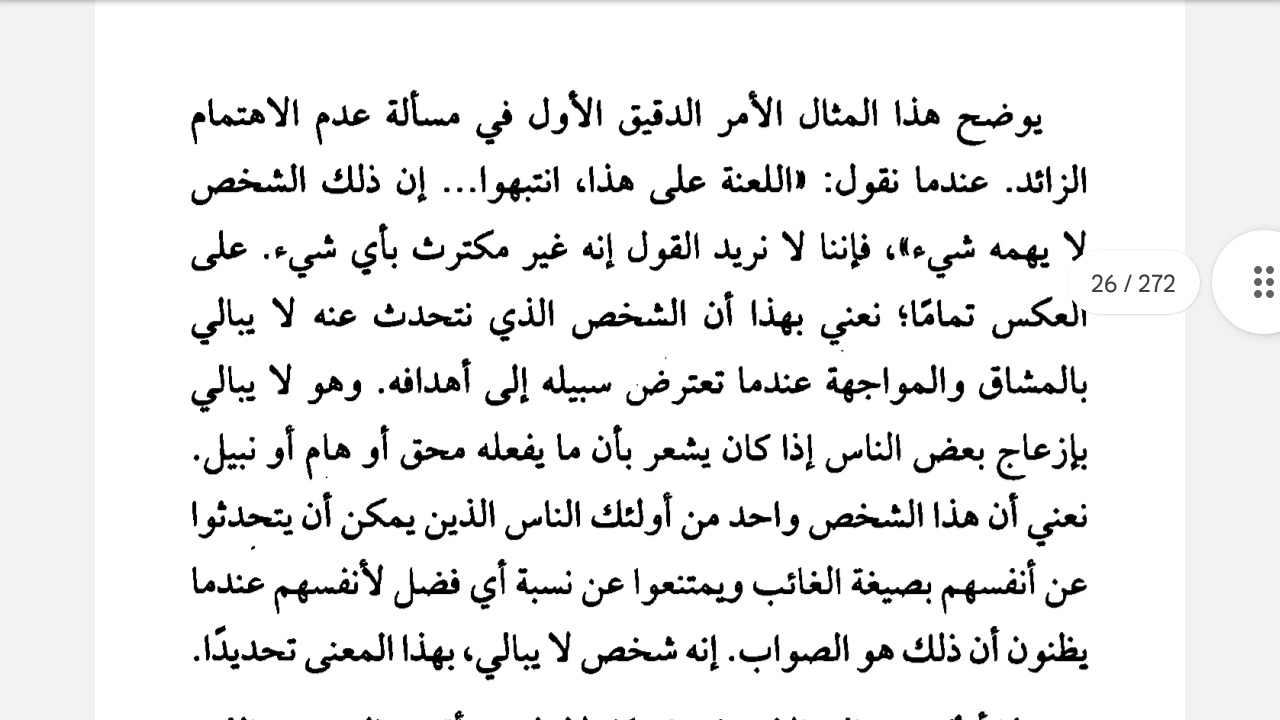 يوضح هذا المثال الأمر الدقيق الأول في مسألة عدم الاهتمام
الزائد. عندما نقول: «اللعنة على هذا، انتبهوا... إن ذلك الشخص
لا يهمه شيء»، فإننا لا نريد القول إنه غير مكترث بأي شيء. على
26 / 272
العكس تمامًا؛ نعني بهذا أن الشخص الذي نتحدث عنه لا يبالي
بالمشاق والمواجهة عندما تعترض سبيله إلى أهدافه. وهو لا يبالي
بإزعاج بعض الناس إذا كان يشعر بأن ما يفعله محق أو هام أو نبيل.
نعني أن هذا الشخص واحد من أولئك الناس الذين يمكن أن يتحدثوا
عن أنفسهم بصيغة الغائب ويمتنعوا عن نسبة أي فضل لأنفسهم عندما
يظنون أن ذلك هو الصواب. إنه شخص لا يبالي، بهذا المعنى تحديدًا.